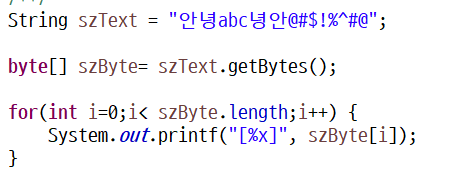 String szText = "안녕abc녕안@#$!%^#@";
byte[] szByte= szText.getBytes();
for(int i=0;i< szByte.length;i++) {
System.out.printf("[%x]", szByte[i]);
}